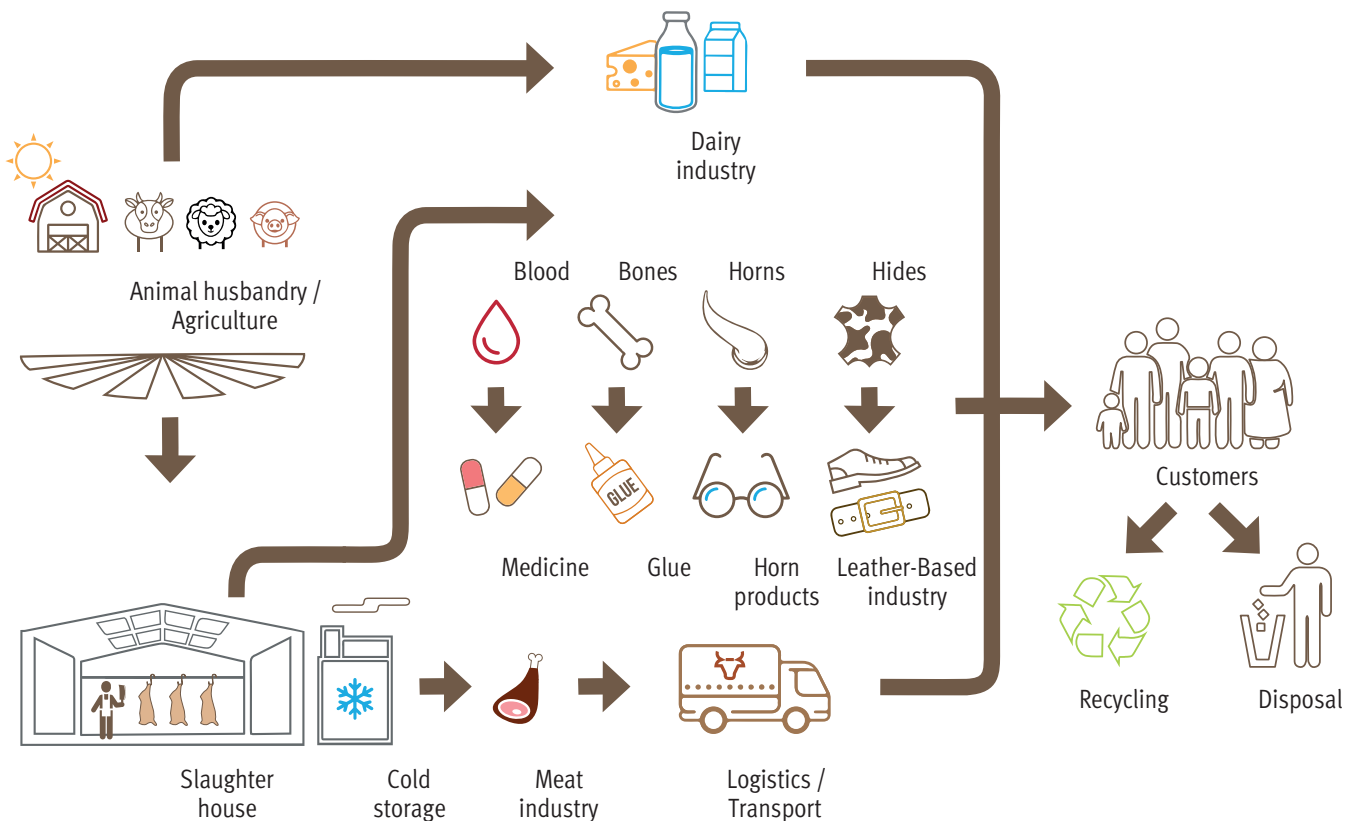 Dairy
industry
Animal husbandry /
Agriculture
Blood
Bones
Horns
Hides
GLUE
Medicine
Glue
Horn
products
Leather-Based
industry
Customers
Recycling
Disposal
Slaughter
house
Cold
storage
Meat
industry
Logistics /
Transport